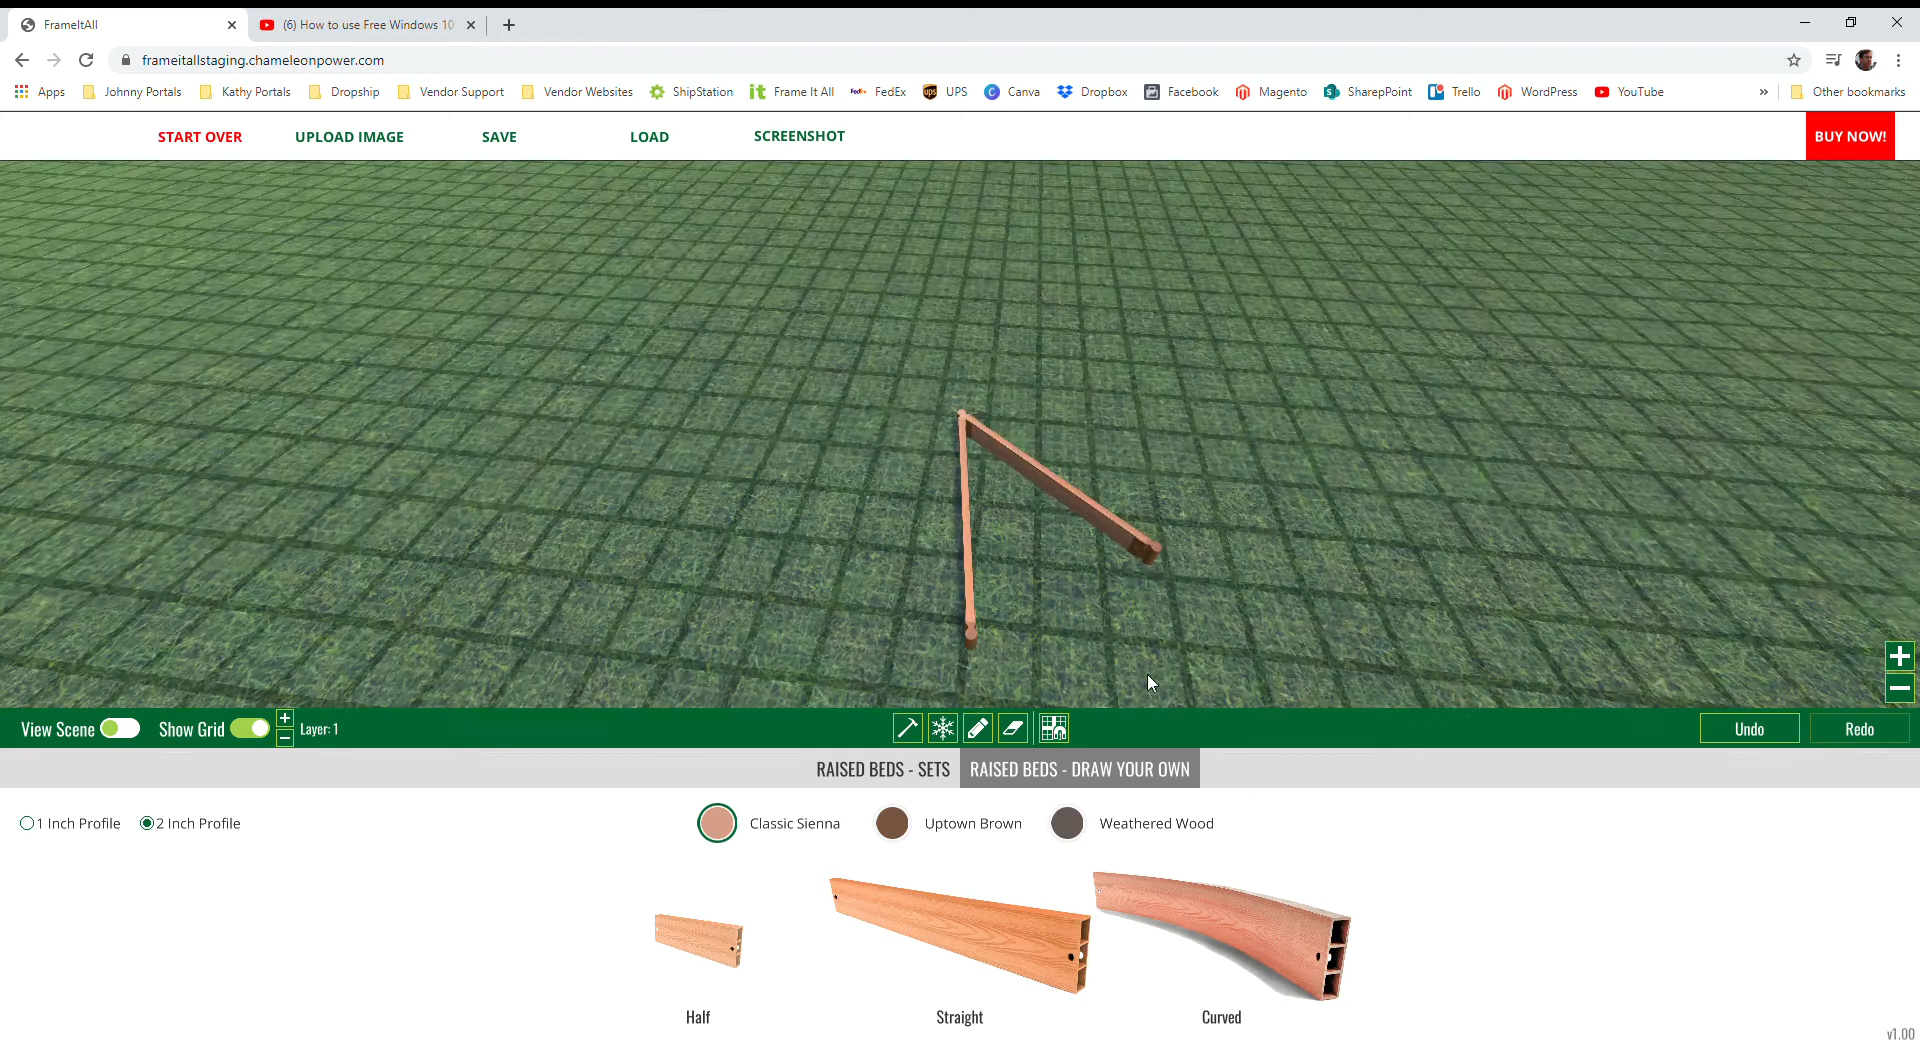 FrameItAll
(6) How to use Free Windows 10
frameitallstaging.chameleonpower.com
Apps Johnny Portals Kathy Portals Dropship Vendor Support Vendor Websites ShipStation Frame It All FedEx UPS Canva Dropbox Facebook Magento SharepPoint Trello WordPress YouTube » Other bookmarks
START OVER UPLOAD IMAGE SAVE LOAD SCREENSHOT BUY NOW!
View Scene Show Grid Layer: 1 Undo Redo
RAISED BEDS - SETS RAISED BEDS - DRAW YOUR OWN
1 Inch Profile 2 Inch Profile Classic Sienna Uptown Brown Weathered Wood
Half Straight Curved
v1.00